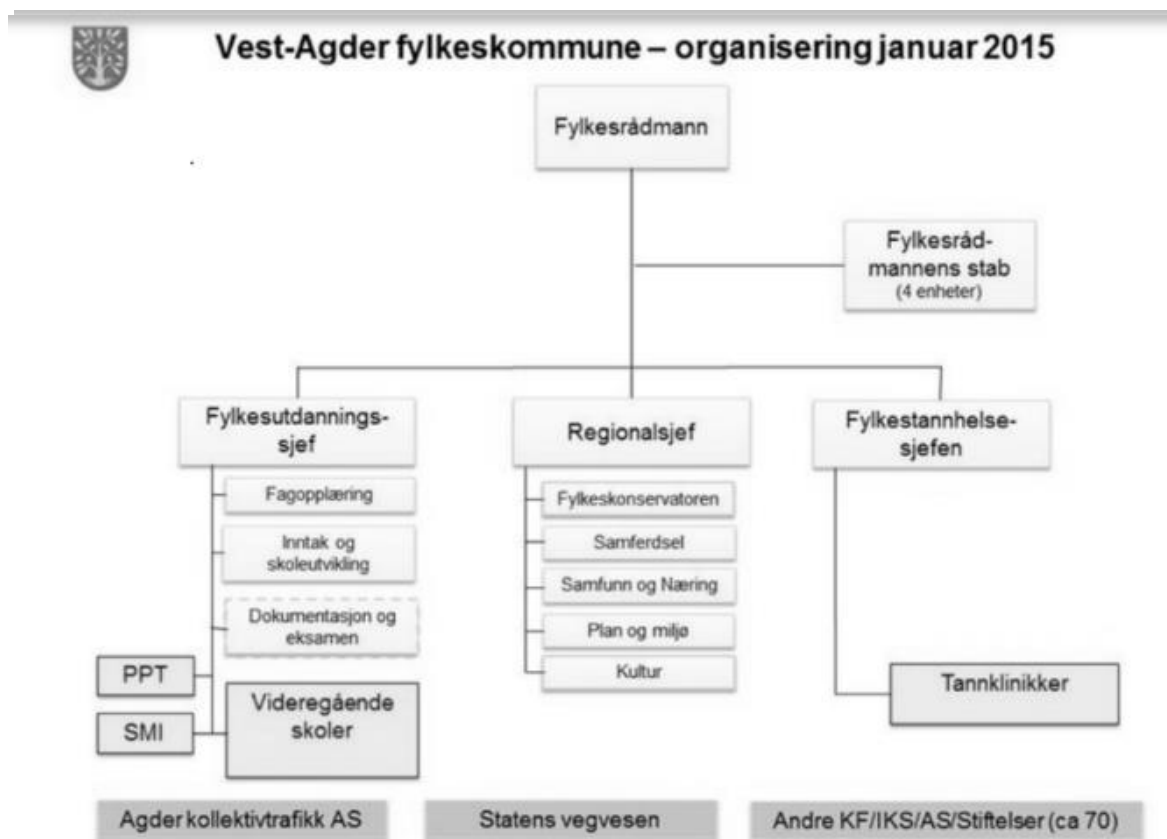 Vest-Agder fylkeskommune – organisering januar 2015
Fylkesrådmann
Fylkesråd-
mannens stab
(4 enheter)
Fylkesutdannings-
sjef
Fagopplæring
Inntak og
skoleutvikling
Dokumentasjon og
eksamen
PPT
SMI
Videregående
skoler
Regionalsjef
Fylkeskonservatoren
Samferdsel
Samfunn og Næring
Plan og miljø
Kultur
Fylkestannhelse-
sjefen
Tannklinikker
Agder kollektivtrafikk AS
Statens vegvesen
Andre KF/IKS/AS/Stiftelser (ca 70)